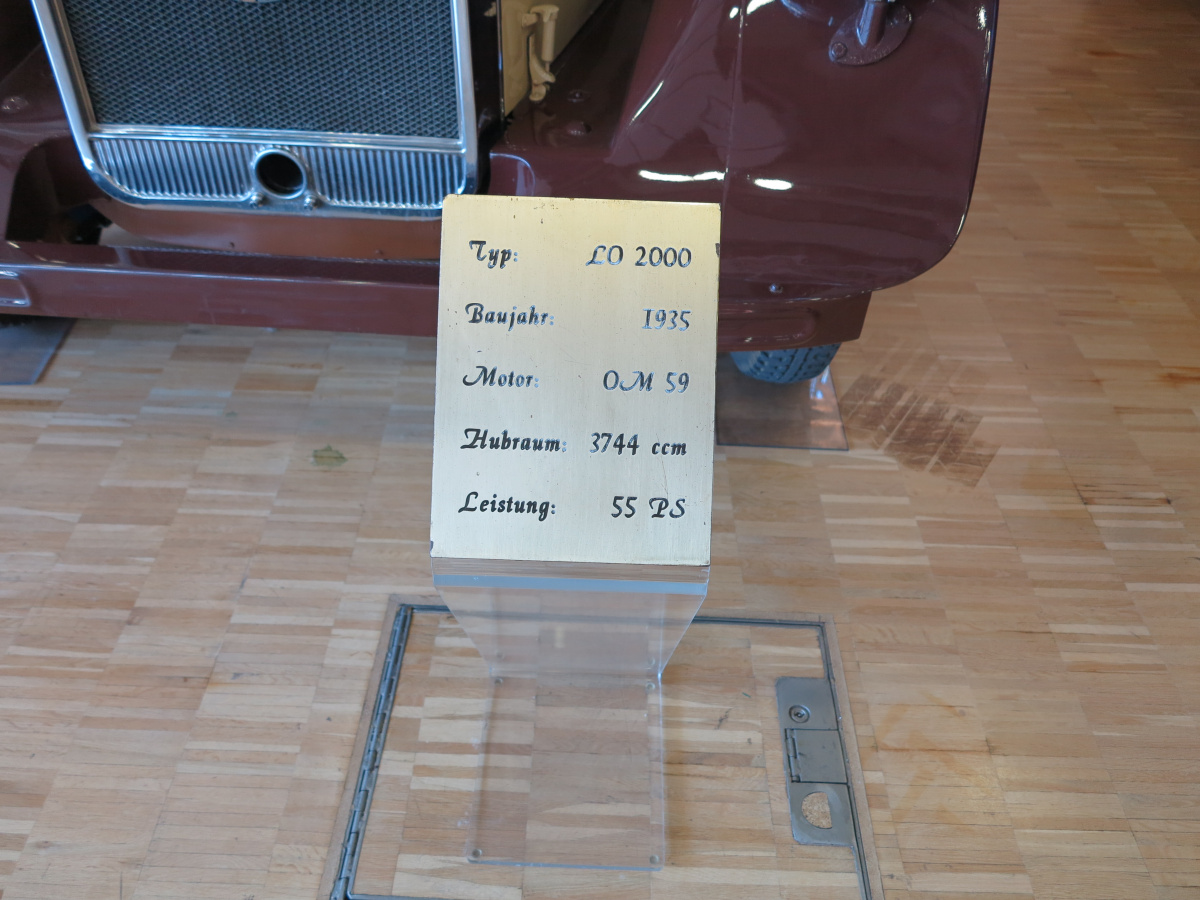 Typ: LO 2000
Baujahr: 1935
Motor: OM 59
Hubraum: 3744 ccm
Leistung: 55 PS